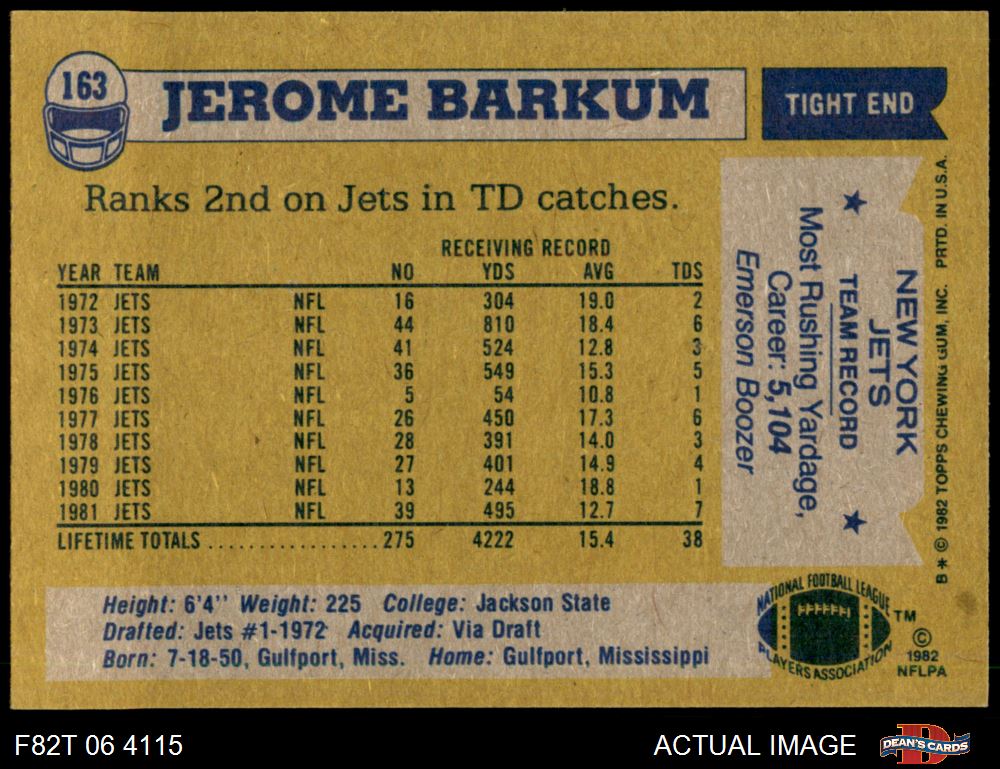 163
JEROME BARKUM
TIGHT END
Ranks 2nd on Jets in TD catches.
RECEIVING RECORD
YEAR TEAM NO YDS AVG TDS
1972 JETS NFL 16 304 19.0 2
1973 JETS NFL 44 810 18.4 6
1974 JETS NFL 41 524 12.8 3
1975 JETS NFL 36 549 15.3 5
1976 JETS NFL 5 54 10.8 1
1977 JETS NFL 26 450 17.3 6
1978 JETS NFL 28 391 14.0 3
1979 JETS NFL 27 401 14.9 4
1980 JETS NFL 13 244 18.8 1
1981 JETS NFL 39 495 12.7 7
LIFETIME TOTALS ................. 275 4222 15.4 38
NEW YORK
JETS
★ TEAM RECORD ★
Most Rushing Yardage,
Career: 5,104
Emerson Boozer
B * © 1982 TOPPS CHEWING GUM, INC. PRTD. IN U.S.A.
Height: 6'4" Weight: 225 College: Jackson State
Drafted: Jets #1-1972 Acquired: Via Draft
Born: 7-18-50, Gulfport, Miss. Home: Gulfport, Mississippi
NATIONAL FOOTBALL LEAGUE
PLAYERS ASSOCIATION
TM
©
1982
NFLPA
F82T 06 4115
ACTUAL IMAGE
DEAN'S CARDS